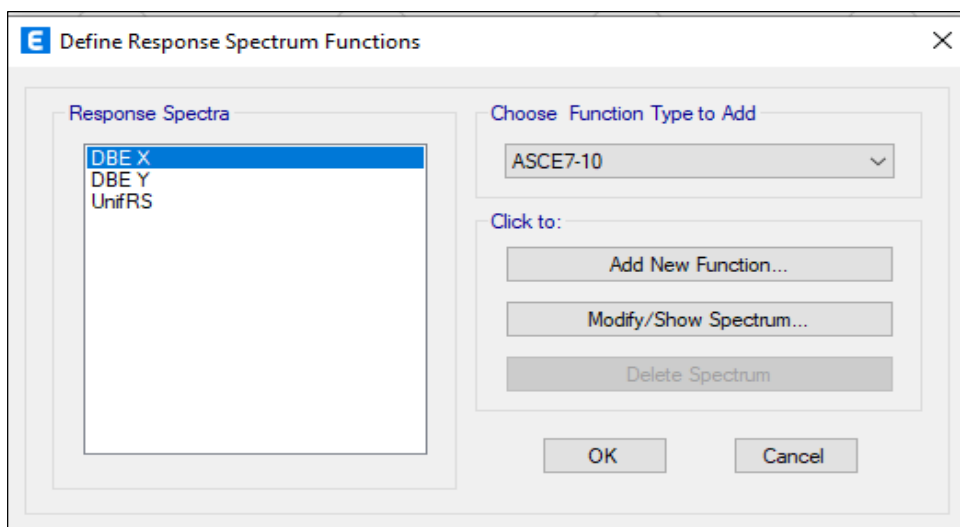 E Define Response Spectrum Functions
Response Spectra
DBE X
DBE Y
UnifRS
Choose Function Type to Add
ASCE7-10
Click to:
Add New Function...
Modify/Show Spectrum...
Delete Spectrum
OK
Cancel